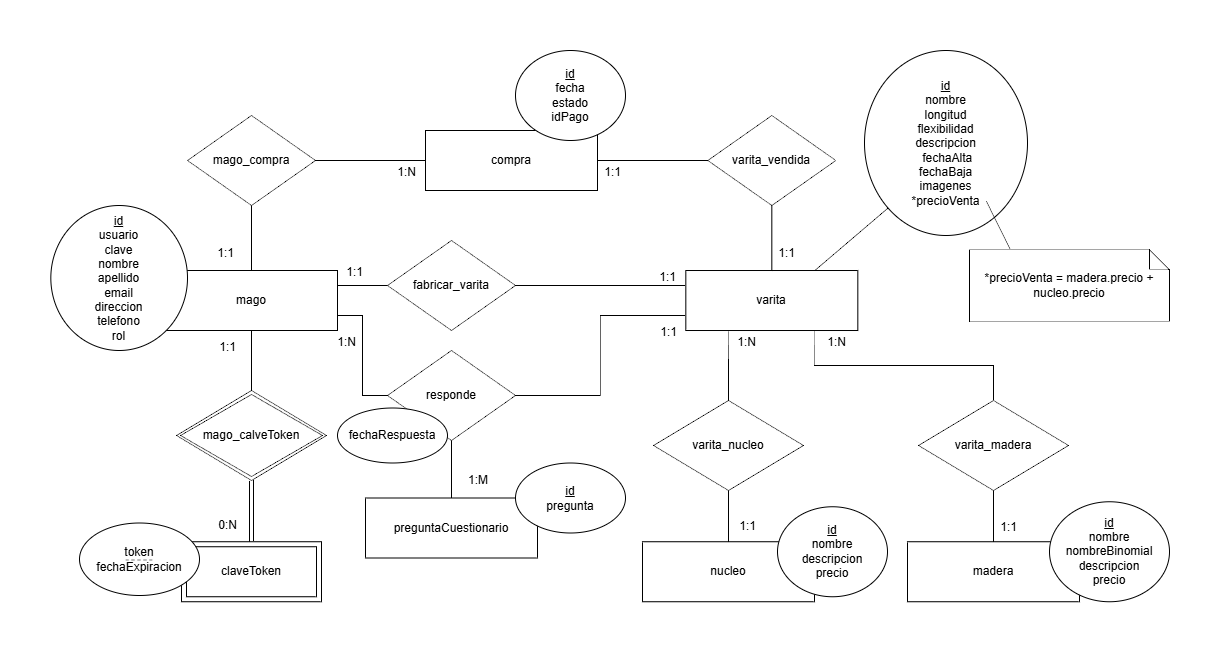 id
fecha
estado
idPago
mago_compra
compra
varita_vendida
1:N
1:1
id
nombre
longitud
flexibilidad
descripcion
fechaAlta
fechaBaja
imagenes
*precioVenta
id
usuario
clave
nombre
apellido
email
direccion
telefono
rol
1:1
1:1
mago
1:1
fabricar_varita
1:1
varita
*precioVenta = madera.precio +
nucleo.precio
1:1
1:N
1:1
1:N
1:N
responde
mago_calveToken
fechaRespuesta
varita_nucleo
varita_madera
1:M
id
pregunta
0:N
preguntaCuestionario
1:1
1:1
token
fechaExpiracion
claveToken
nucleo
id
nombre
descripcion
precio
madera
id
nombre
nombreBinomial
descripcion
precio